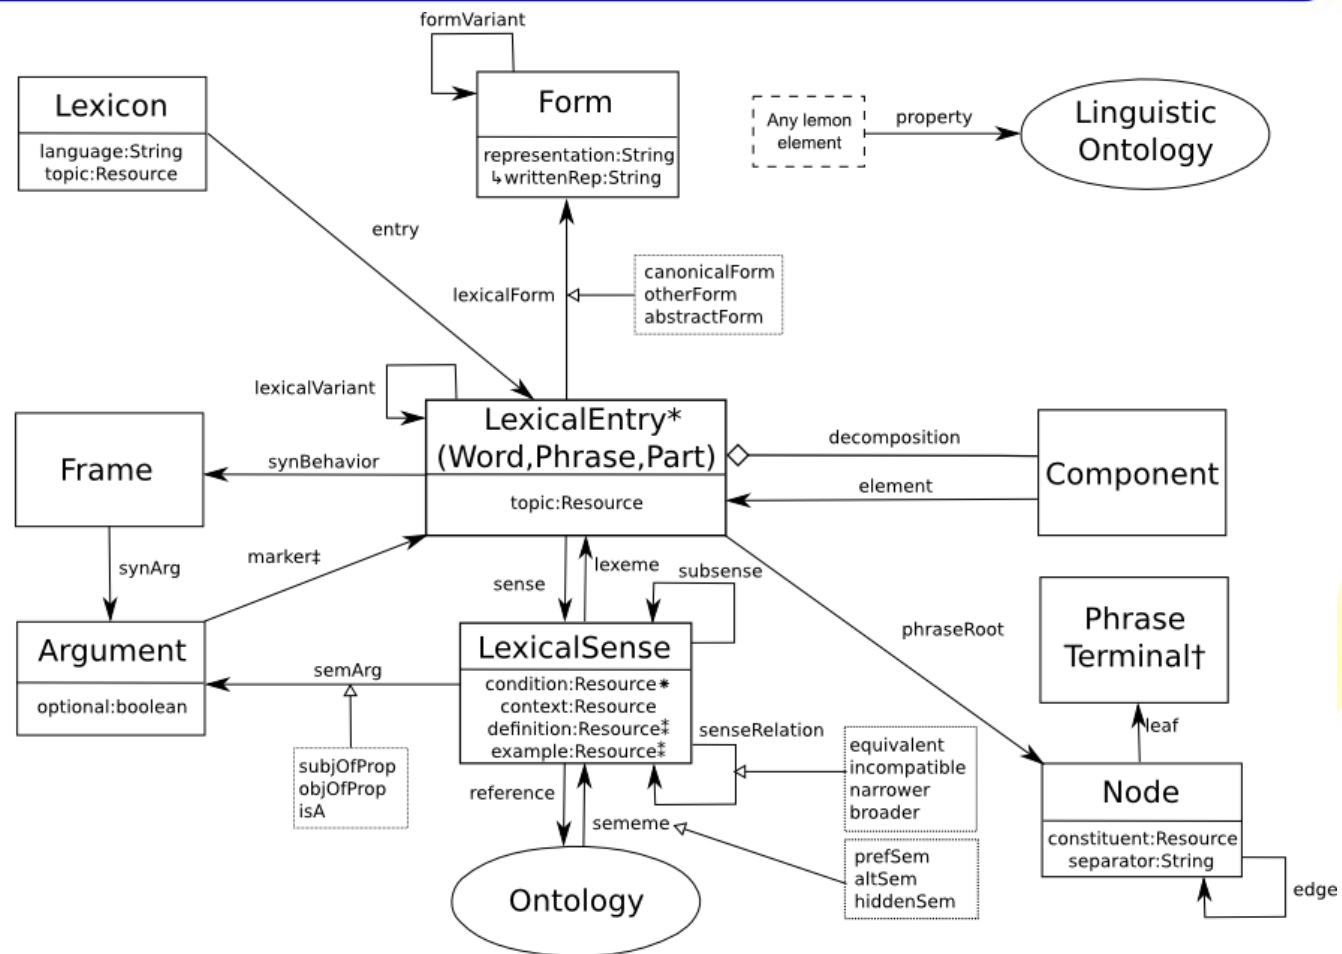 formVariant
Lexicon
language:String
topic:Resource
Form
representation:String
↳writtenRep:String
Any lemon
element
property
Linguistic
Ontology
entry
lexicalForm
canonicalForm
otherForm
abstractForm
lexicalVariant
LexicalEntry*
(Word,Phrase,Part)
topic:Resource
Frame
synBehavior
decomposition
element
Component
synArg
marker‡
sense
lexeme
subsense
phraseRoot
Phrase
Terminal†
leaf
Argument
optional:boolean
semArg
subjOfProp
objOfProp
isA
LexicalSense
condition:Resource*
context:Resource
definition:Resource‡
example:Resource‡
senseRelation
equivalent
incompatible
narrower
broader
reference
sememe
prefSem
altSem
hiddenSem
Ontology
Node
constituent:Resource
separator:String
edge